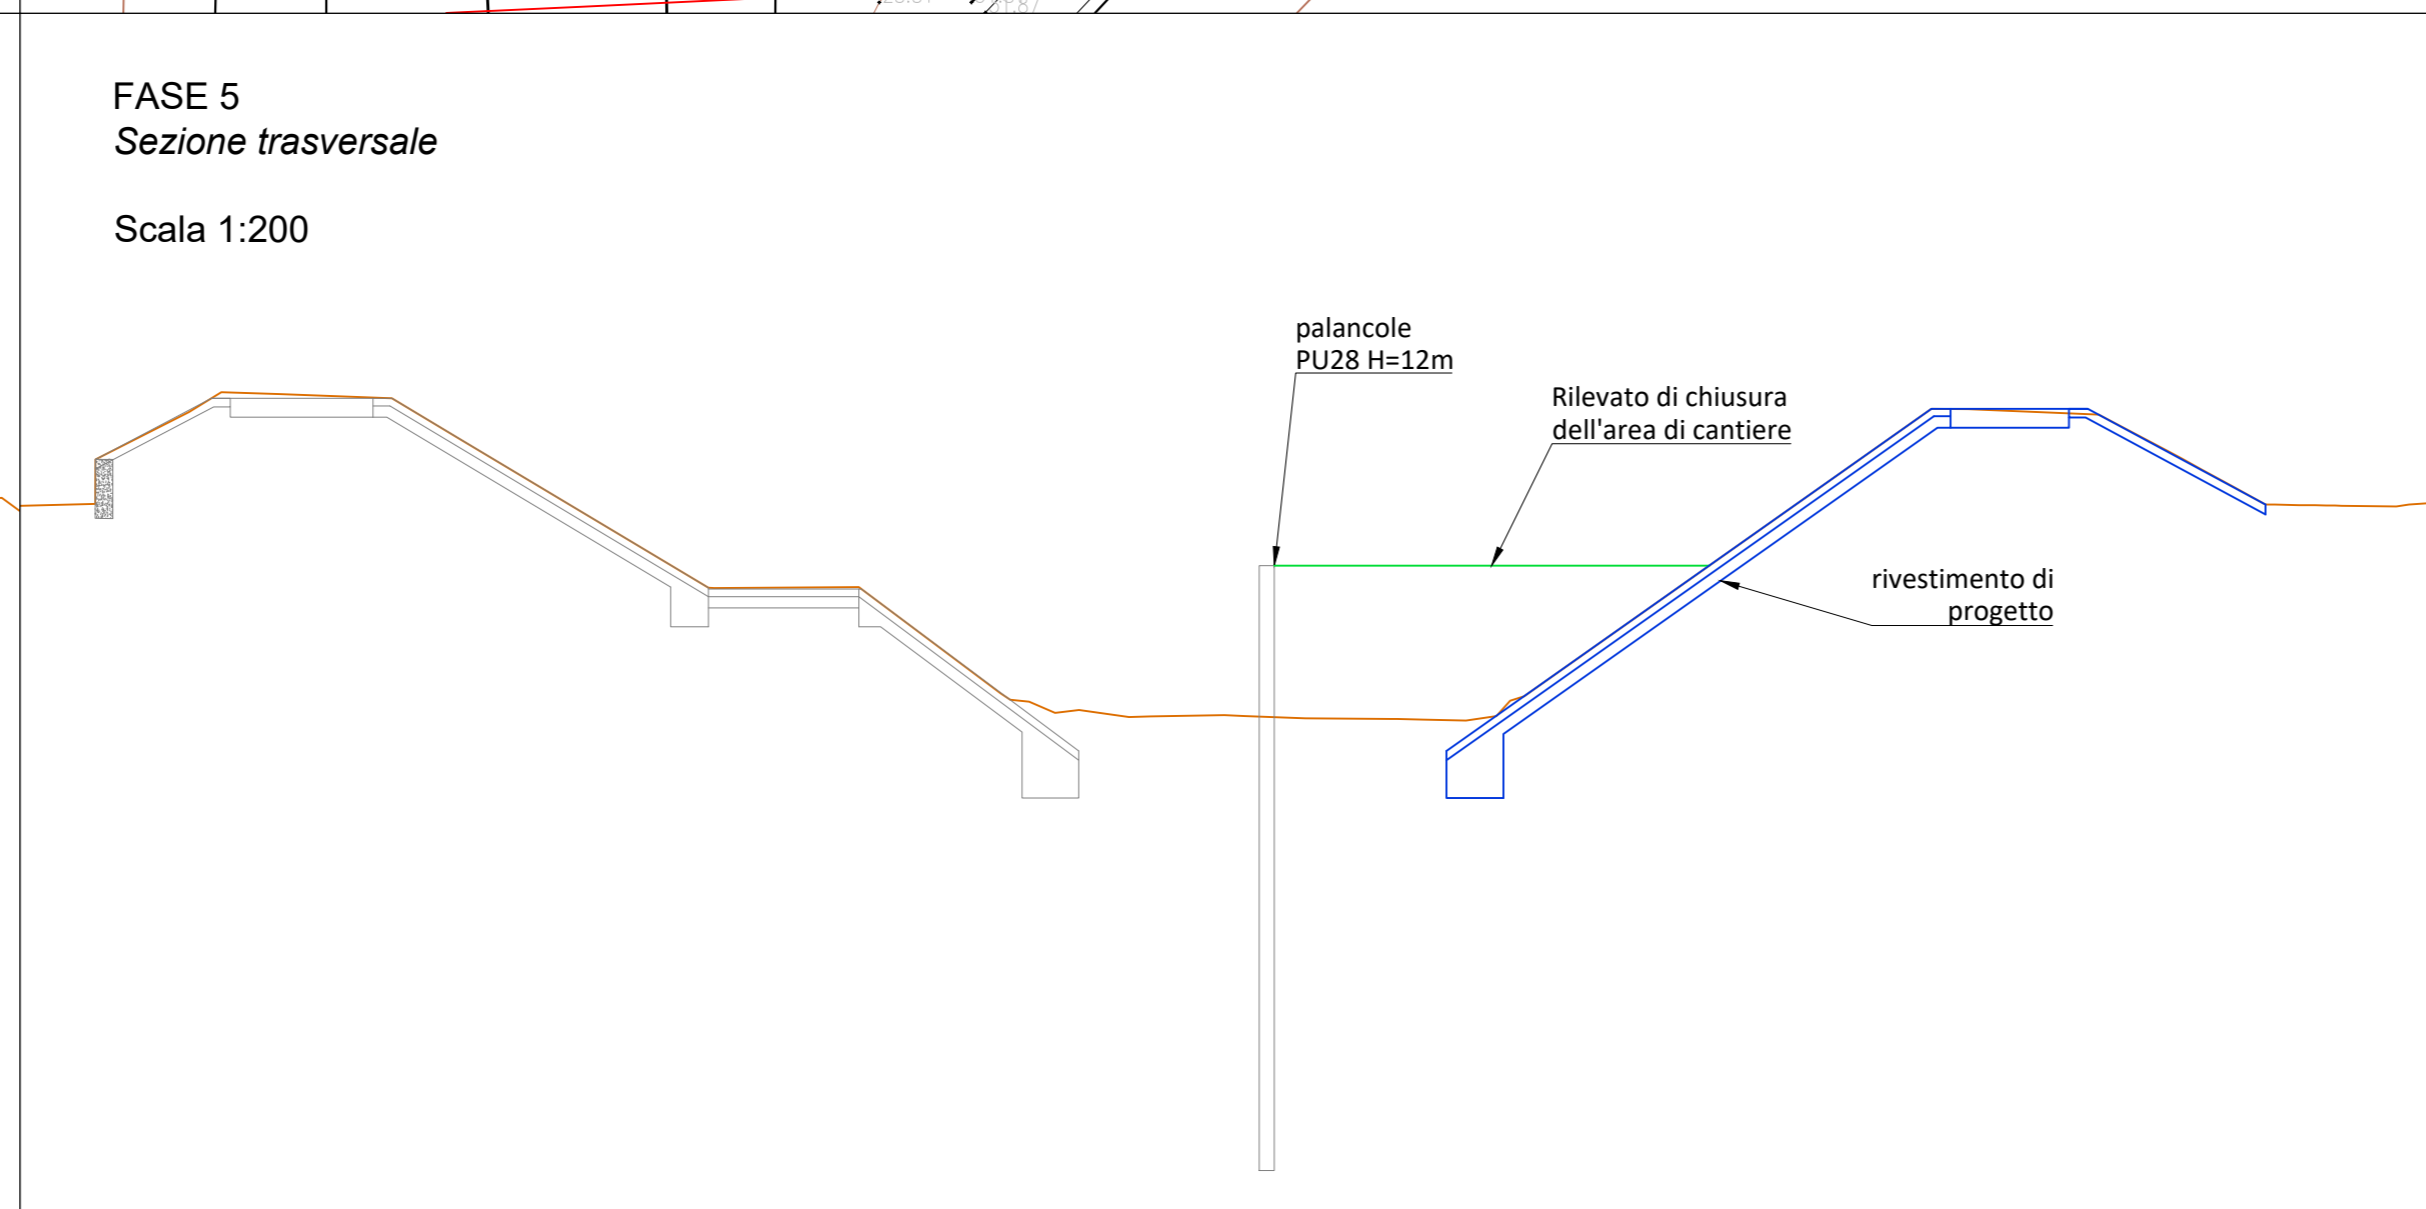 FASE 5
Sezione trasversale
Scala 1:200
palancole
PU28 H=12m
Rilevato di chiusura
dell'area di cantiere
rivestimento di
progetto